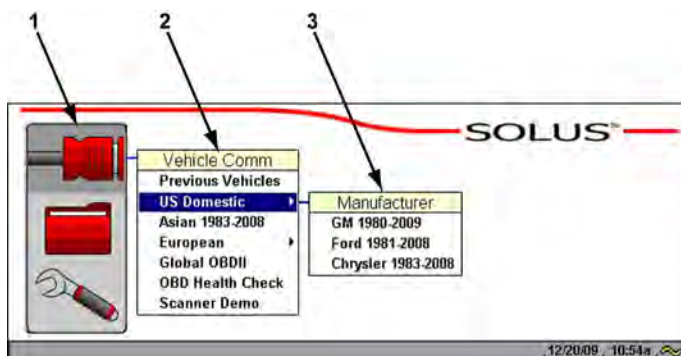 1 2 3
SOLUS™
Vehicle Comm
Previous Vehicles
US Domestic
Asian 1983-2008
European
Global OBDII
OBD Health Check
Scanner Demo
Manufacturer
GM 1980-2009
Ford 1981-2008
Chrysler 1983-2008
12/20/09 10:54a